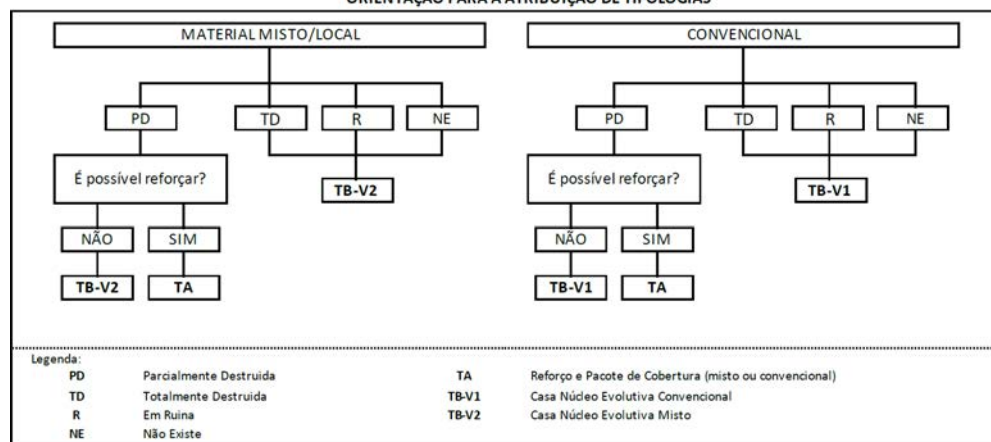 ORIENTAÇÃO PARA A ATRIBUIÇÃO DE TIPOLOGIAS
MATERIAL MISTO/LOCAL
CONVENCIONAL
PD TD R NE
PD TD R NE
É possível reforçar?
TB-V2
É possível reforçar?
TB-V1
NÃO SIM
NÃO SIM
TB-V2 TA
TB-V1 TA
Legenda:
PD Parcialmente Destruida
TA Reforço e Pacote de Cobertura (misto ou convencional)
TD Totalmente Destruida
TB-V1 Casa Núcleo Evolutiva Convencional
R Em Ruina
TB-V2 Casa Núcleo Evolutiva Misto
NE Não Existe